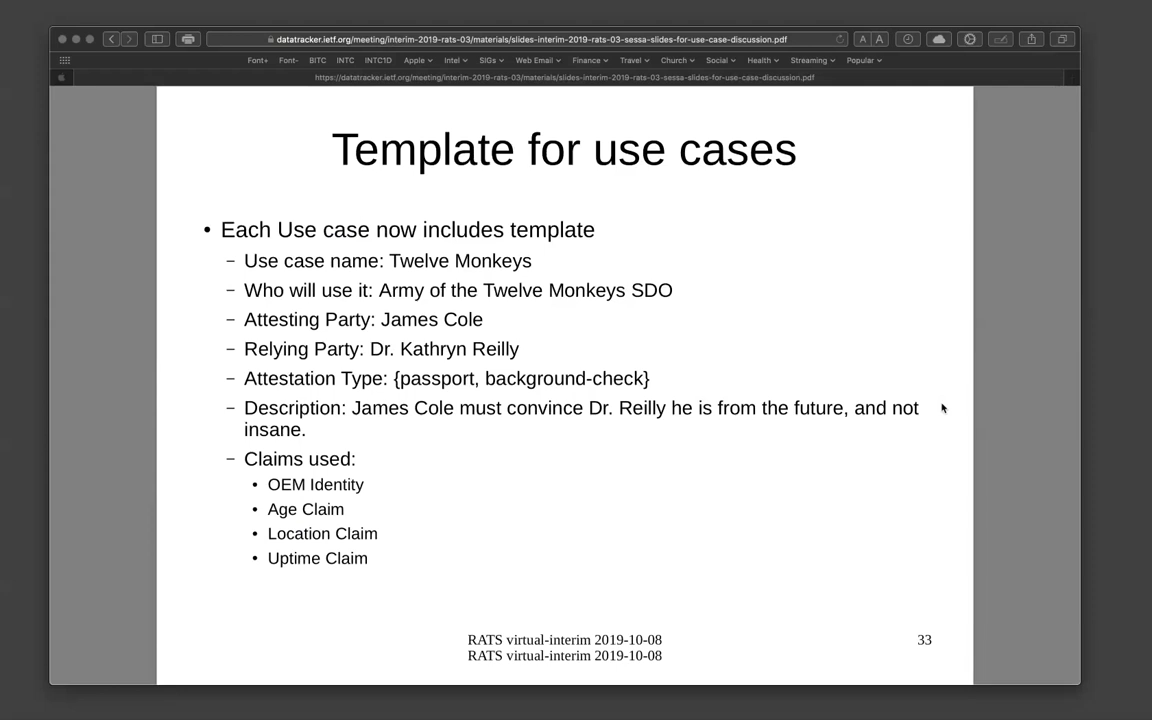 datatracker.ietf.org/meeting/interim-2019-rats-03/materials/slides-interim-2019-rats-03-sessa-slides-for-use-case-discussion.pdf
A A
Font+ Font- BITC INTC INTC1D Apple Intel SIGs Web Email Finance Travel Church Social Health Streaming Popular
https://datatracker.ietf.org/meeting/interim-2019-rats-03/materials/slides-interim-2019-rats-03-sessa-slides-for-use-case-discussion.pdf
Template for use cases
• Each Use case now includes template
– Use case name: Twelve Monkeys
– Who will use it: Army of the Twelve Monkeys SDO
– Attesting Party: James Cole
– Relying Party: Dr. Kathryn Reilly
– Attestation Type: {passport, background-check}
– Description: James Cole must convince Dr. Reilly he is from the future, and not
insane.
– Claims used:
• OEM Identity
• Age Claim
• Location Claim
• Uptime Claim
RATS virtual-interim 2019-10-08 33
RATS virtual-interim 2019-10-08